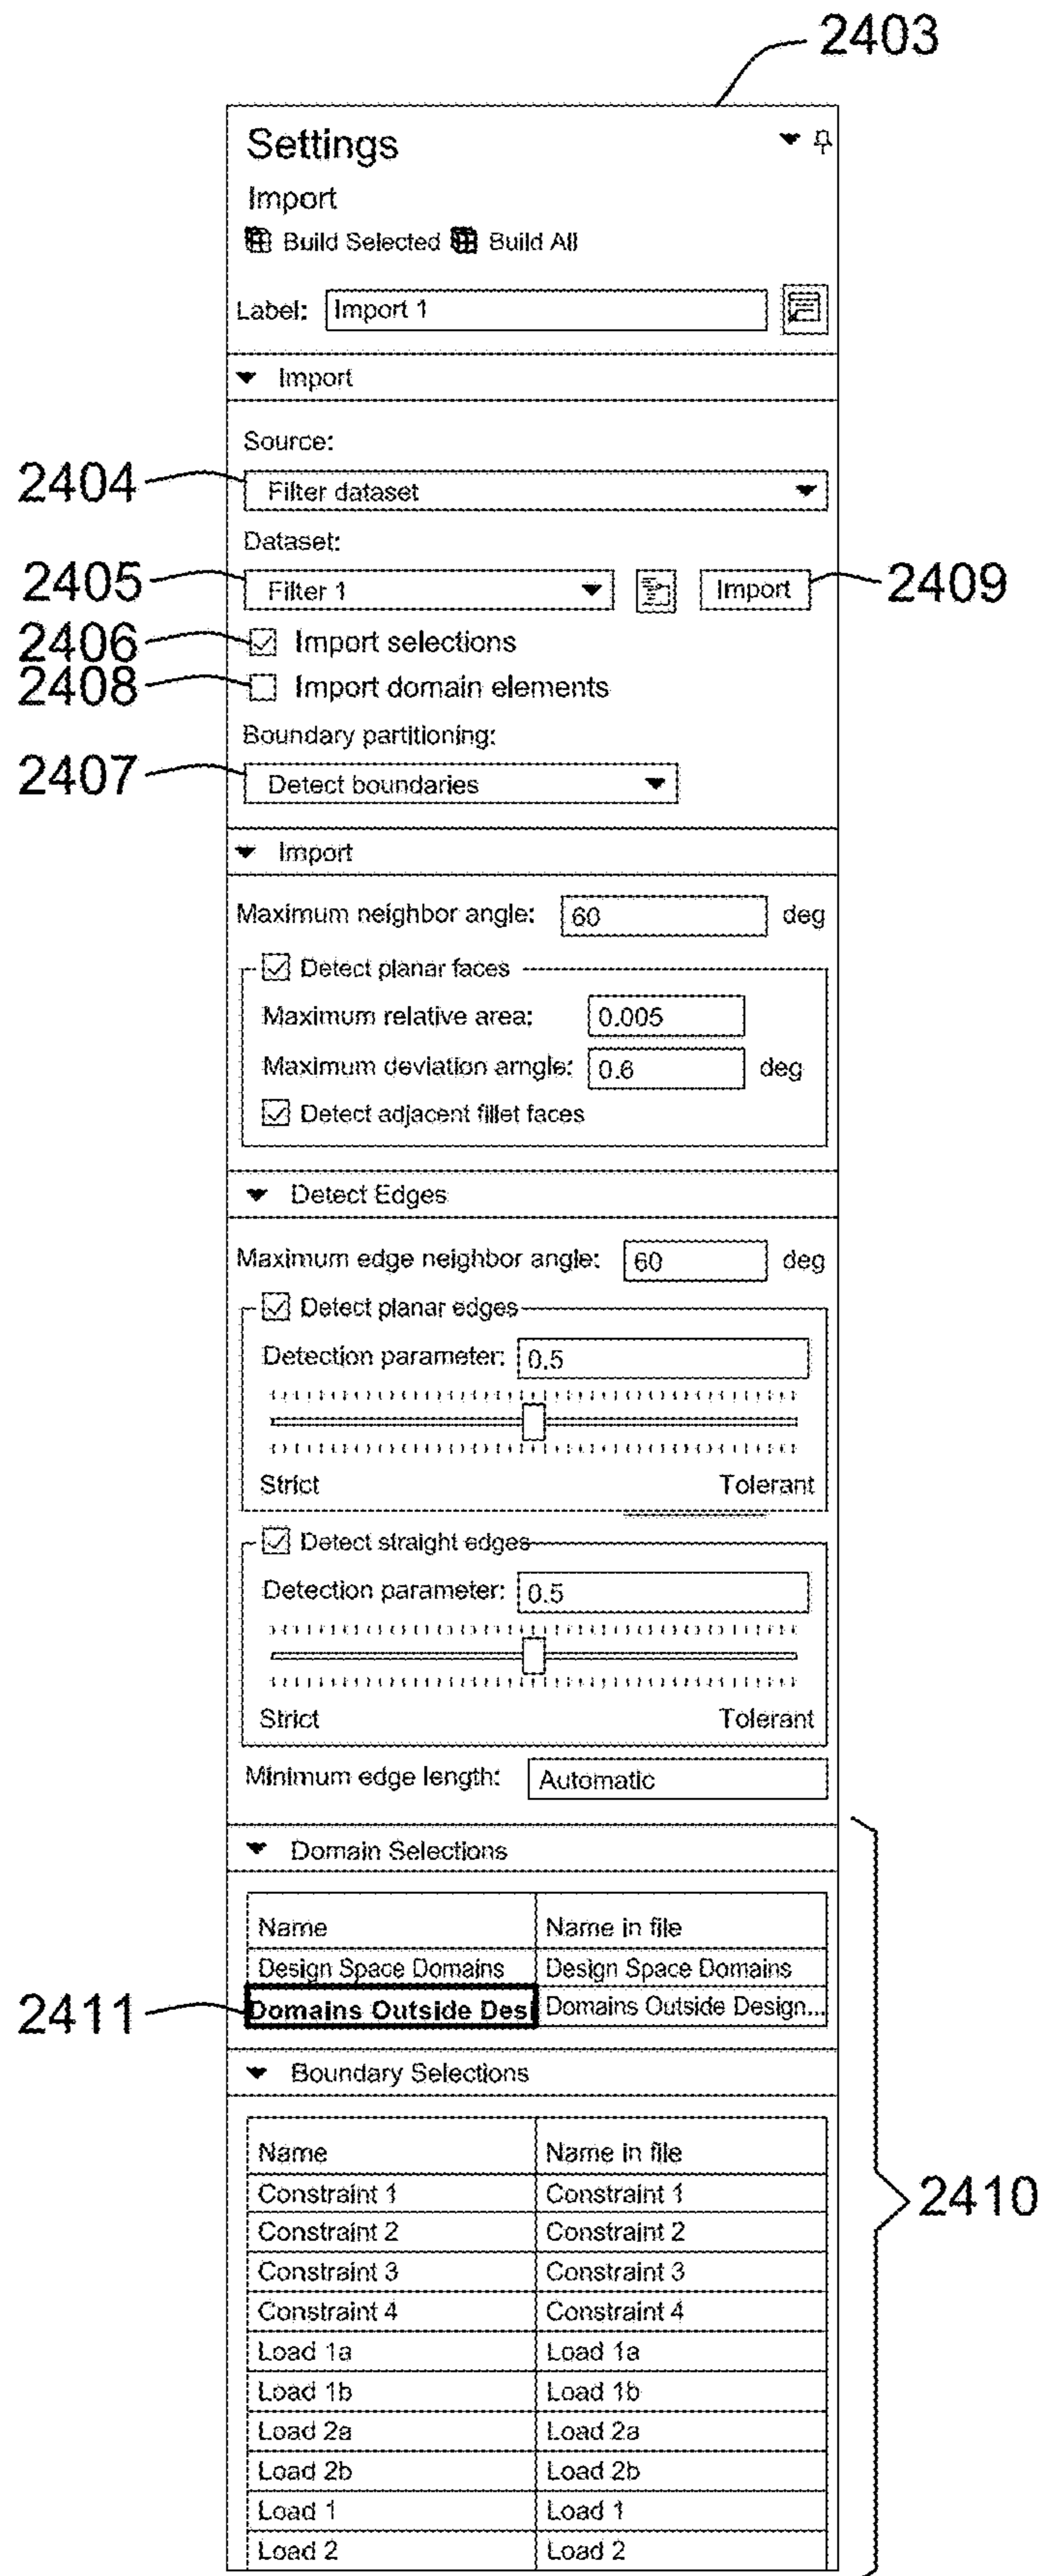 2403
Settings
Import
Build Selected Build All
Label: Import 1
Import
Source:
2404 Filter dataset
Dataset:
2405 Filter 1 Import 2409
2406 Import selections
2408 Import domain elements
Boundary partitioning:
2407 Detect boundaries
Import
Maximum neighbor angle: 60 deg
Detect planar faces
Maximum relative area: 0.005
Maximum deviation arngle: 0.6 deg
Detect adjacent fillet faces
Detect Edges
Maximum edge neighbor angle: 60 deg
Detect planar edges
Detection parameter: 0.5
Strict Tolerant
Detect straight edges
Detection parameter: 0.5
Strict Tolerant
Minimum edge length: Automatic
Domain Selections
Name Name in file
Design Space Domains Design Space Domains
2411 Domains Outside Desi Domains Outside Design...
Boundary Selections
Name Name in file
Constraint 1 Constraint 1
2410
Constraint 2 Constraint 2
Constraint 3 Constraint 3
Constraint 4 Constraint 4
Load 1a Load 1a
Load 1b Load 1b
Load 2a Load 2a
Load 2b Load 2b
Load 1 Load 1
Load 2 Load 2